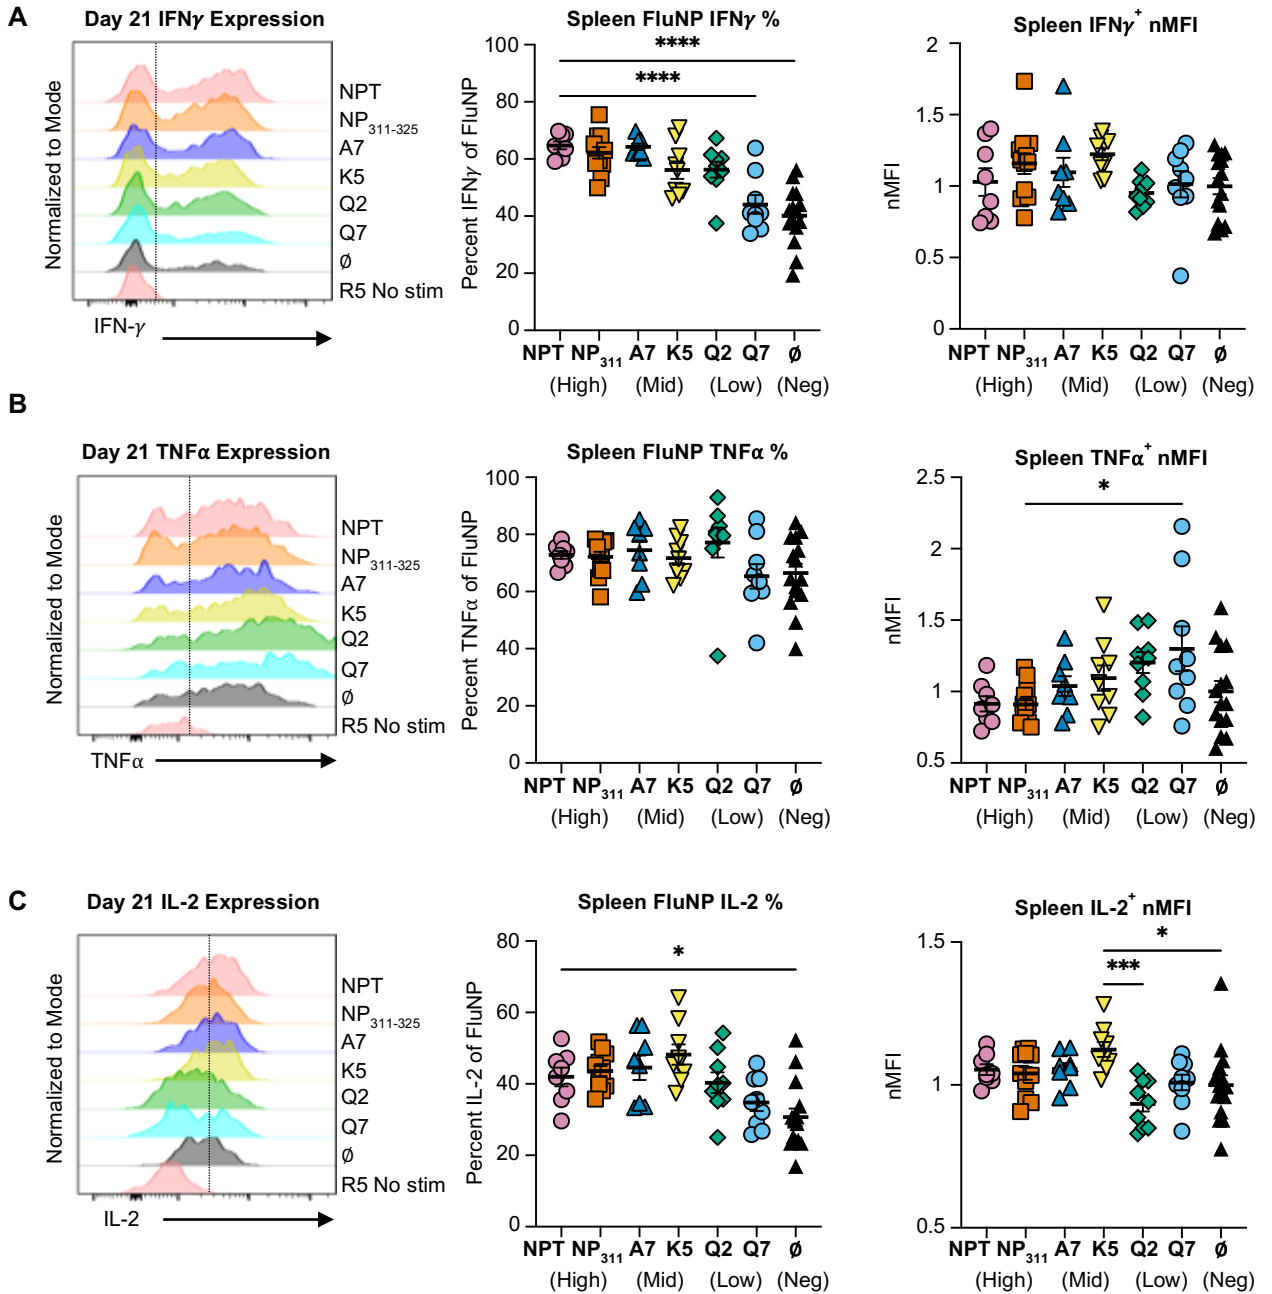 A
Day 21 IFNγ Expression
Normalized to Mode
NPT
NP311-325
A7
K5
Q2
Q7
Ø
R5 No stim
IFN-γ
Spleen FluNP IFNγ %
****
****
Percent IFNγ of FluNP
100
80
60
40
20
0
NPT NP311 A7 K5 Q2 Q7 Ø
(High) (Mid) (Low) (Neg)
Spleen IFNγ+ nMFI
nMFI
2
1.5
1
0.5
0
NPT NP311 A7 K5 Q2 Q7 Ø
(High) (Mid) (Low) (Neg)
B
Day 21 TNFα Expression
Normalized to Mode
NPT
NP311-325
A7
K5
Q2
Q7
Ø
R5 No stim
TNFα
Spleen FluNP TNFα %
Percent TNFα of FluNP
100
80
60
40
20
0
NPT NP311 A7 K5 Q2 Q7 Ø
(High) (Mid) (Low) (Neg)
Spleen TNFα+ nMFI
*
nMFI
2.5
2
1.5
1
0.5
NPT NP311 A7 K5 Q2 Q7 Ø
(High) (Mid) (Low) (Neg)
C
Day 21 IL-2 Expression
Normalized to Mode
NPT
NP311-325
A7
K5
Q2
Q7
Ø
R5 No stim
IL-2
Spleen FluNP IL-2 %
*
Percent IL-2 of FluNP
80
60
40
20
0
NPT NP311 A7 K5 Q2 Q7 Ø
(High) (Mid) (Low) (Neg)
Spleen IL-2+ nMFI
*
***
nMFI
1.5
1
0.5
NPT NP311 A7 K5 Q2 Q7 Ø
(High) (Mid) (Low) (Neg)